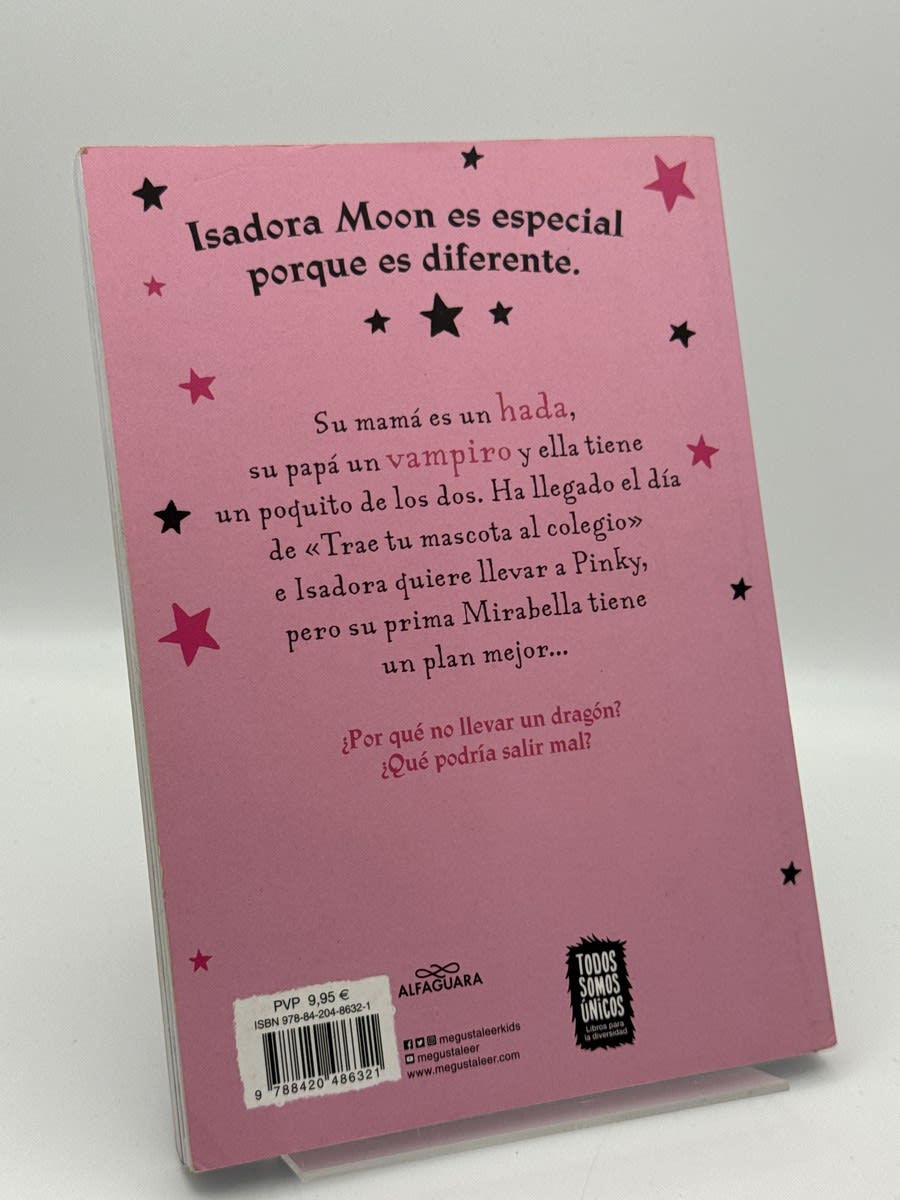 Isadora Moon es especial
porque es diferente.
Su mamá es un hada,
su papá un vampiro y ella tiene
un poquito de los dos. Ha llegado el día
de «Trae tu mascota al colegio»
e Isadora quiere llevar a Pinky,
pero su prima Mirabella tiene
un plan mejor...
¿Por qué no llevar un dragón?
¿Qué podría salir mal?
PVP 9,95 €
ISBN 978-84-204-8632-1
9 788420 486321
ALFAGUARA
megustaleerkids
megustaleer
www.megustaleer.com
TODOS
SOMOS
ÚNICOS
Libros para
la diversidad